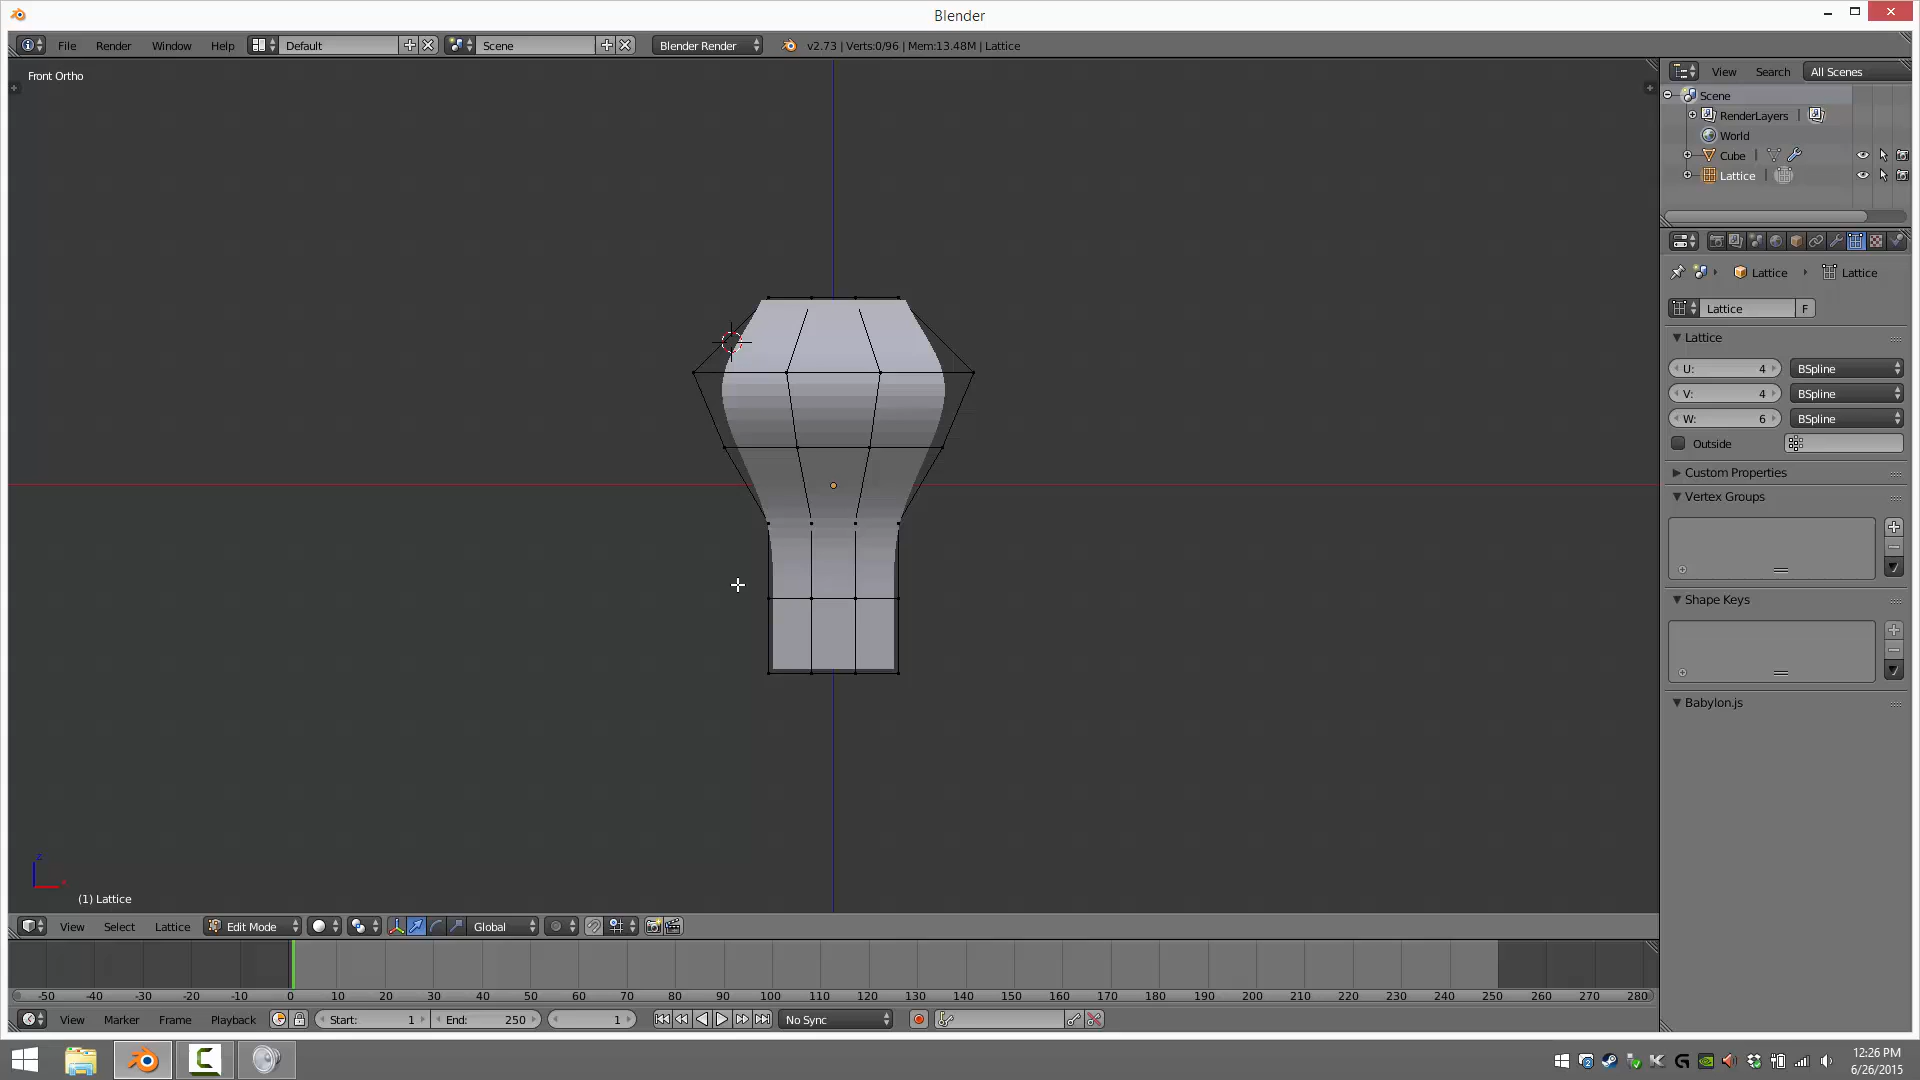 Blender
File Render Window Help Default Scene Blender Render v2.73 | Verts:0/96 | Mem:13.48M | Lattice
Front Ortho
View Search All Scenes
Scene
RenderLayers |
World
Cube |
Lattice |
Lattice Lattice
Lattice F
Lattice
U: 4 BSpline
V: 4 BSpline
W: 6 BSpline
Outside
Custom Properties
Vertex Groups
Shape Keys
Babylon.js
z
x
(1) Lattice
View Select Lattice Edit Mode Global
-50 -40 -30 -20 -10 0 10 20 30 40 50 60 70 80 90 100 110 120 130 140 150 160 170 180 190 200 210 220 230 240 250 260 270 280
View Marker Frame Playback Start: 1 End: 250 1 No Sync
12:26 PM
6/26/2015